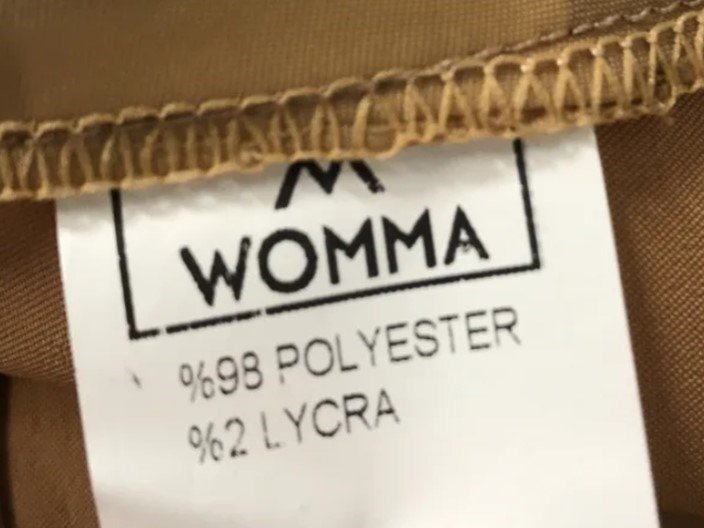 WOMMA
%98 POLYESTER
%2 LYCRA